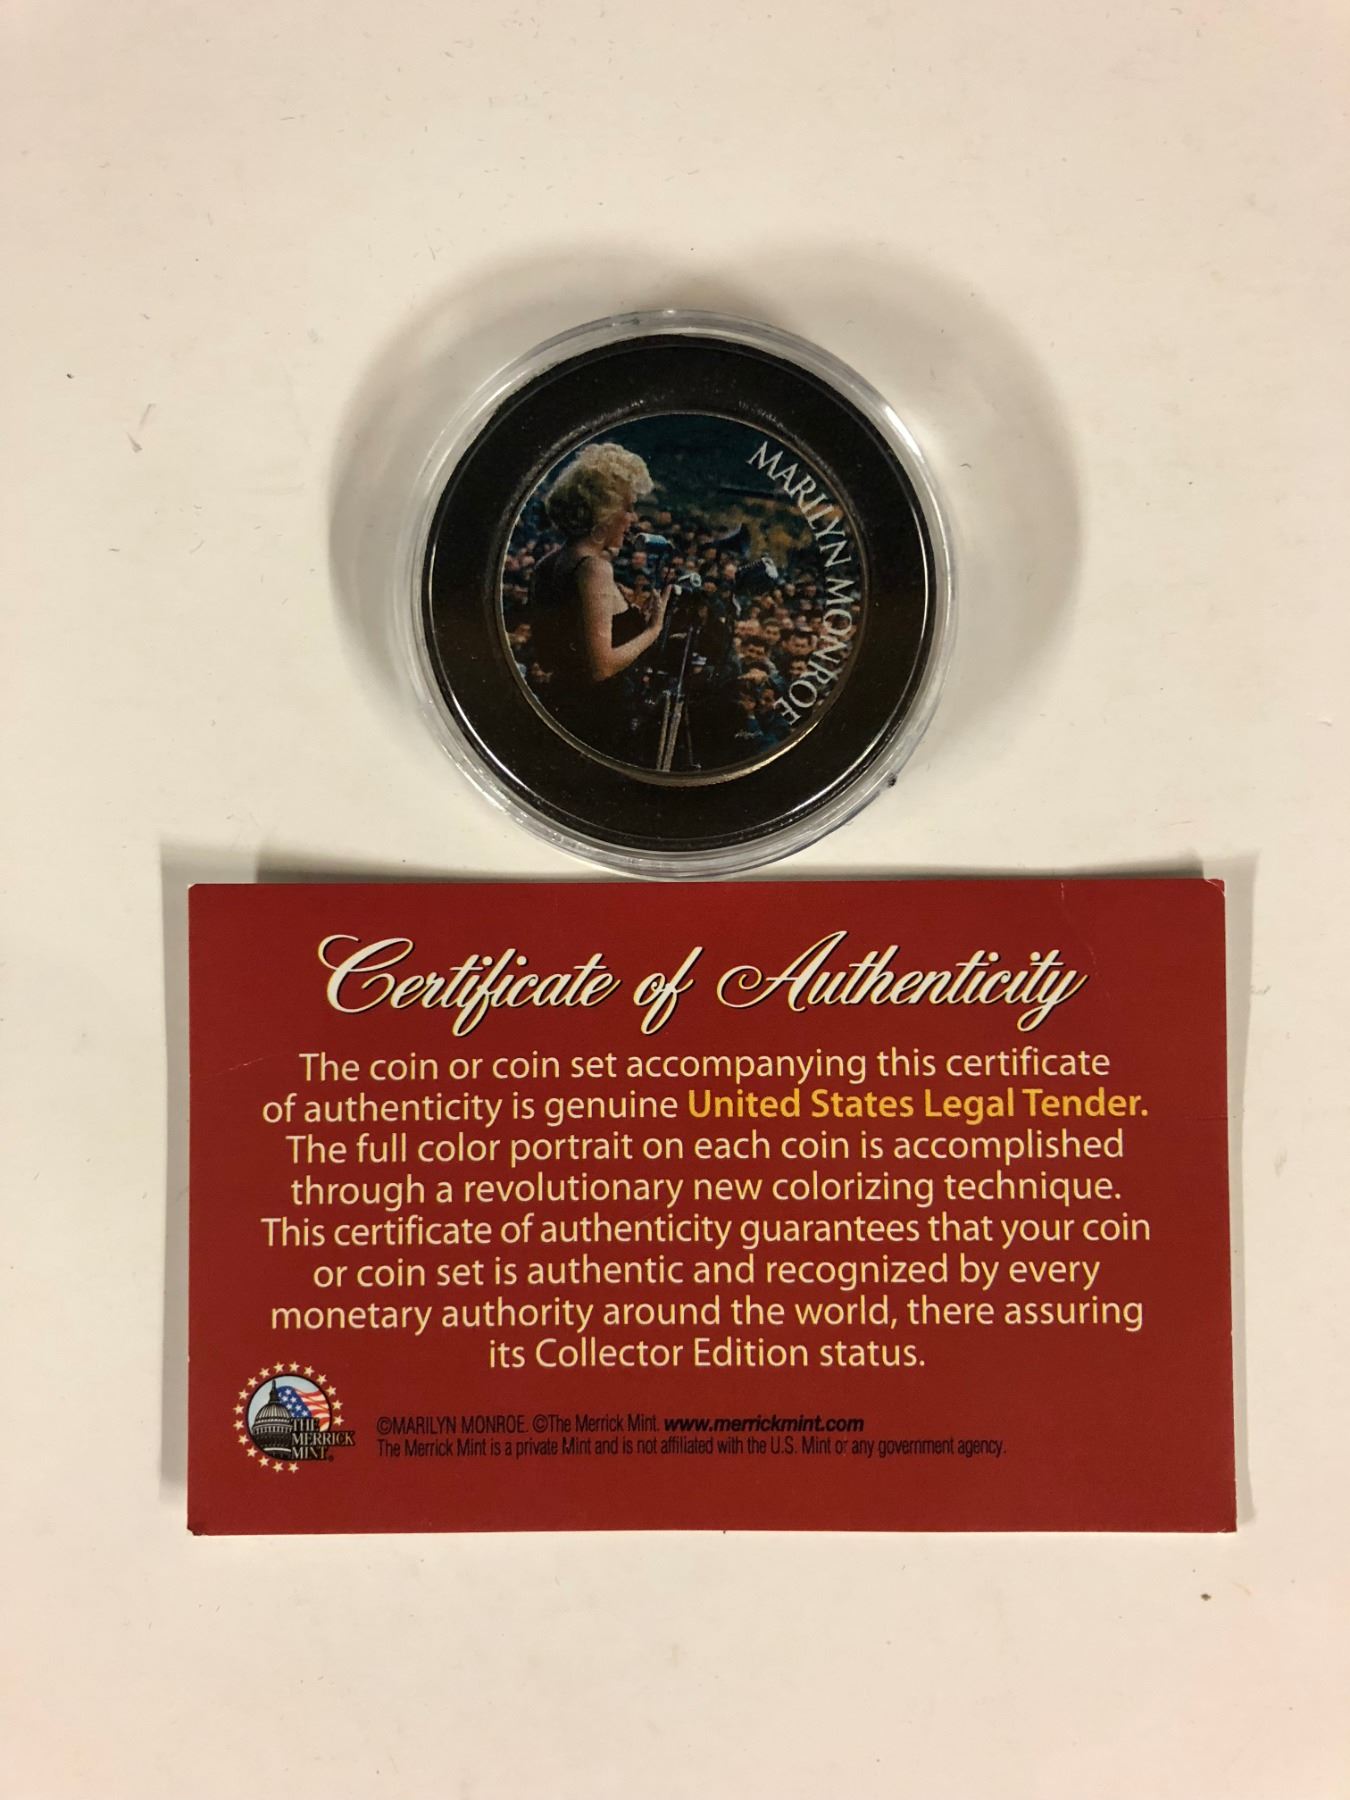 MARILYN MONROE
Certificate of Authenticity
The coin or coin set accompanying this certificate
of authenticity is genuine United States Legal Tender.
The full color portrait on each coin is accomplished
through a revolutionary new colorizing technique.
This certificate of authenticity guarantees that your coin
or coin set is authentic and recognized by every
monetary authority around the world, there assuring
its Collector Edition status.
THE
MERRICK
MINT®
©MARILYN MONROE. ©The Merrick Mint. www.merrickmint.com
The Merrick Mint is a private Mint and is not affiliated with the U.S. Mint or any government agency.